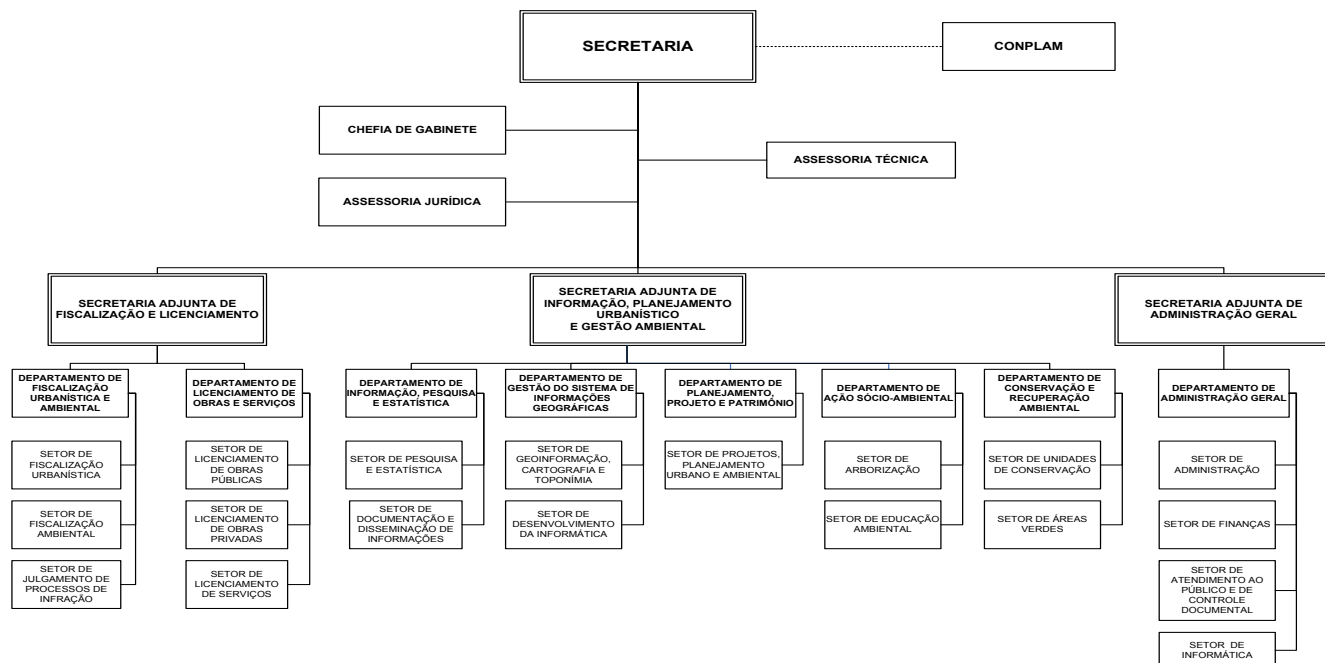 SECRETARIA
CONPLAM
CHEFIA DE GABINETE
ASSESSORIA TÉCNICA
ASSESSORIA JURÍDICA
SECRETARIA ADJUNTA DE
FISCALIZAÇÃO E LICENCIAMENTO
SECRETARIA ADJUNTA DE
INFORMAÇÃO, PLANEJAMENTO
URBANÍSTICO
E GESTÃO AMBIENTAL
SECRETARIA ADJUNTA DE
ADMINISTRAÇÃO GERAL
DEPARTAMENTO DE
FISCALIZAÇÃO
URBANÍSTICA E
AMBIENTAL
SETOR DE
FISCALIZAÇÃO
URBANÍSTICA
SETOR DE
FISCALIZAÇÃO
AMBIENTAL
SETOR DE
JULGAMENTO DE
PROCESSOS DE
INFRAÇÃO
DEPARTAMENTO DE
LICENCIAMENTO DE
OBRAS E SERVIÇOS
SETOR DE
LICENCIAMENTO
DE OBRAS
PÚBLICAS
SETOR DE
LICENCIAMENTO
DE OBRAS
PRIVADAS
SETOR DE
LICENCIAMENTO
DE SERVIÇOS
DEPARTAMENTO DE
INFORMAÇÃO, PESQUISA
E ESTATÍSTICA
SETOR DE PESQUISA
E ESTATÍSTICA
SETOR DE
DOCUMENTAÇÃO E
DISSEMINAÇÃO DE
INFORMAÇÕES
DEPARTAMENTO DE
GESTÃO DO SISTEMA DE
INFORMAÇÕES
GEOGRÁFICAS
SETOR DE
GEOINFORMAÇÃO,
CARTOGRAFIA E
TOPONÍMIA
SETOR DE
DESENVOLVIMENTO
DA INFORMÁTICA
DEPARTAMENTO DE
PLANEJAMENTO,
PROJETO E PATRIMÔNIO
SETOR DE PROJETOS,
PLANEJAMENTO
URBANO E AMBIENTAL
DEPARTAMENTO DE
AÇÃO SÓCIO-AMBIENTAL
SETOR DE
ARBORIZAÇÃO
SETOR DE EDUCAÇÃO
AMBIENTAL
DEPARTAMENTO DE
CONSERVAÇÃO E
RECUPERAÇÃO
AMBIENTAL
SETOR DE UNIDADES
DE CONSERVAÇÃO
SETOR DE ÁREAS
VERDES
DEPARTAMENTO DE
ADMINISTRAÇÃO GERAL
SETOR DE
ADMINISTRAÇÃO
SETOR DE FINANÇAS
SETOR DE
ATENDIMENTO AO
PÚBLICO E DE
CONTROLE
DOCUMENTAL
SETOR DE
INFORMÁTICA